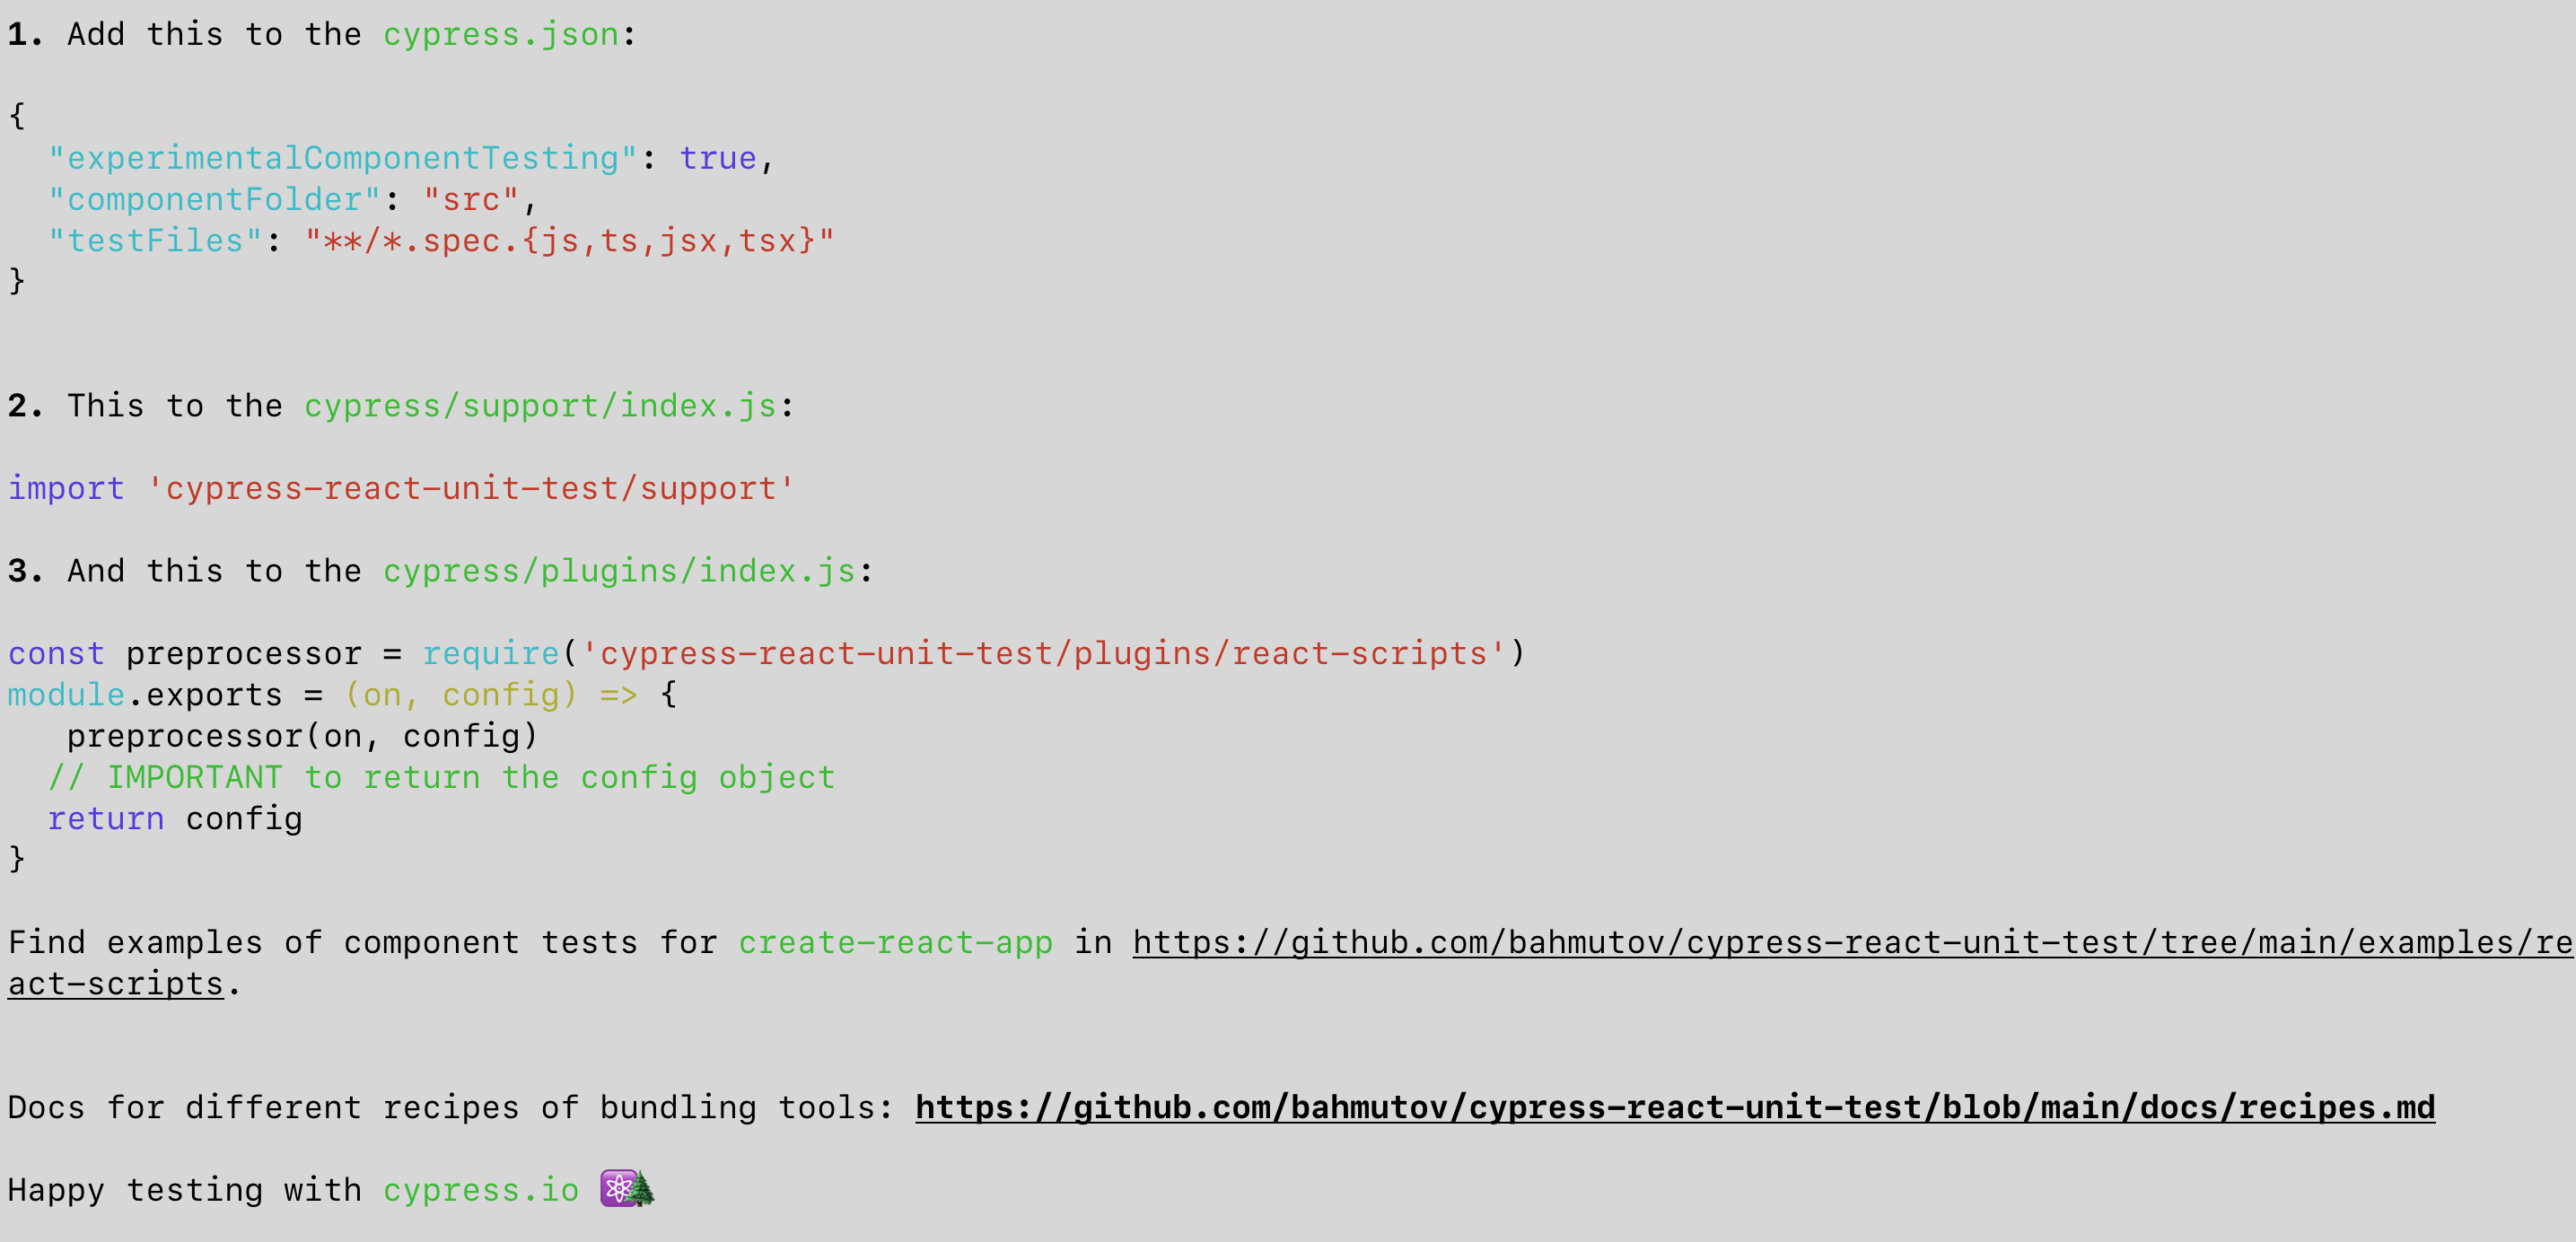 1. Add this to the cypress.json:
{
  "experimentalComponentTesting": true,
  "componentFolder": "src",
  "testFiles": "**/*.spec.{js,ts,jsx,tsx}"
}
2. This to the cypress/support/index.js:
import 'cypress-react-unit-test/support'
3. And this to the cypress/plugins/index.js:
const preprocessor = require('cypress-react-unit-test/plugins/react-scripts')
module.exports = (on, config) => {
   preprocessor(on, config)
  // IMPORTANT to return the config object
  return config
}
Find examples of component tests for create-react-app in https://github.com/bahmutov/cypress-react-unit-test/tree/main/examples/re
act-scripts.
Docs for different recipes of bundling tools: https://github.com/bahmutov/cypress-react-unit-test/blob/main/docs/recipes.md
Happy testing with cypress.io ⚛️🌲